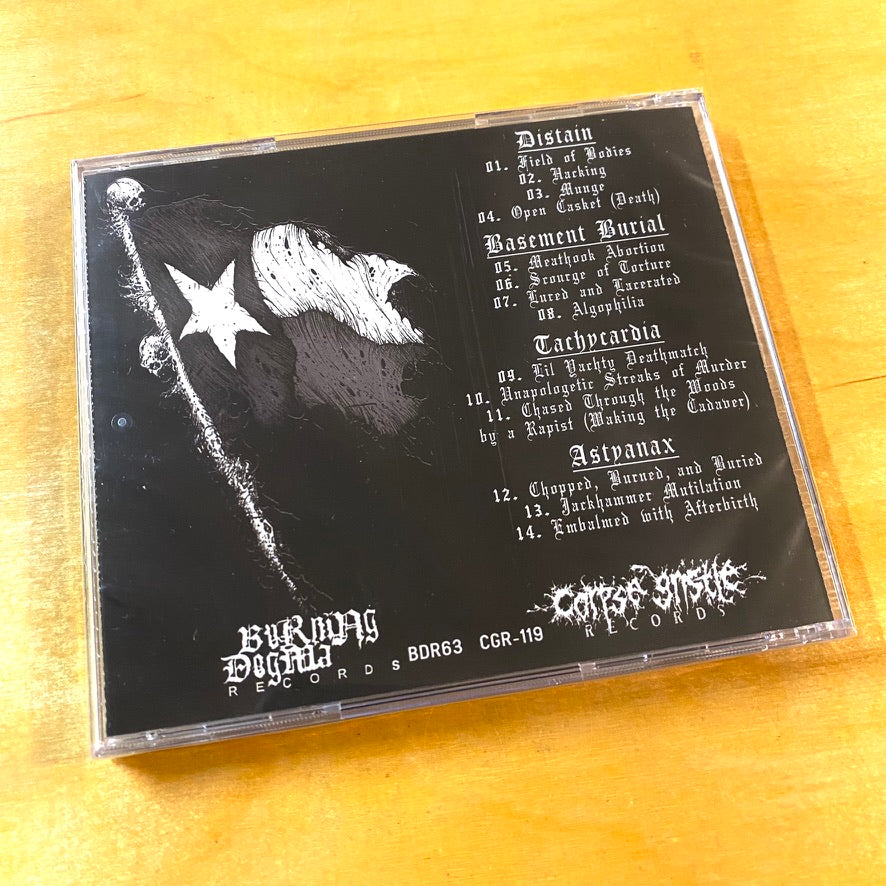 Distain
01. Field of Bodies
02. Hacking
03. Munge
04. Open Casket (Death)
Basement Burial
05. Meathook Abortion
06. Scourge of Torture
07. Lured and Lacerated
08. Algophilia
Tachycardia
09. Lil Yachty Deathmatch
10. Unapologetic Streaks of Murder
11. Chased Through the Woods
by a Rapist (Waking the Cadaver)
Astyanax
12. Chopped, Burned, and Buried
13. Jackhammer Mutilation
14. Embalmed with Afterbirth
Burning
Dogma
RECORDS
BDR63 CGR-119
Corpse Gristle
RECORDS